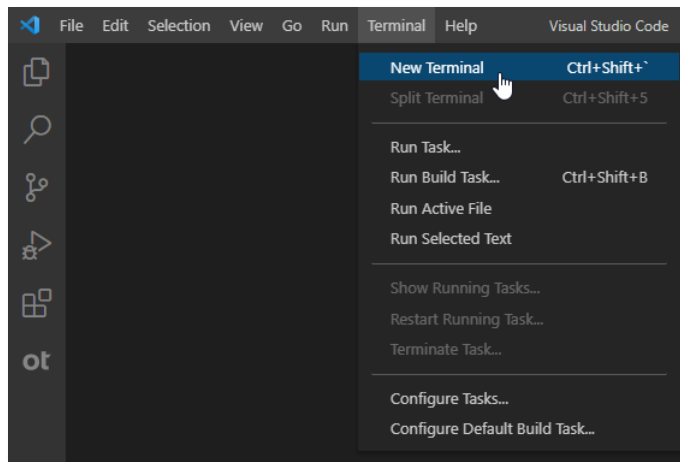 File Edit Selection View Go Run Terminal Help Visual Studio Code
New Terminal Ctrl+Shift+`
Split Terminal Ctrl+Shift+5
Run Task...
Run Build Task... Ctrl+Shift+B
Run Active File
Run Selected Text
Show Running Tasks...
Restart Running Task...
Terminate Task...
ot
Configure Tasks...
Configure Default Build Task...